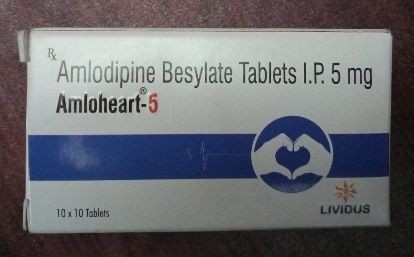 Rx Amlodipine Besylate Tablets I.P. 5 mg
Amloheart®-5
10 x 10 Tablets
LIVIDUS